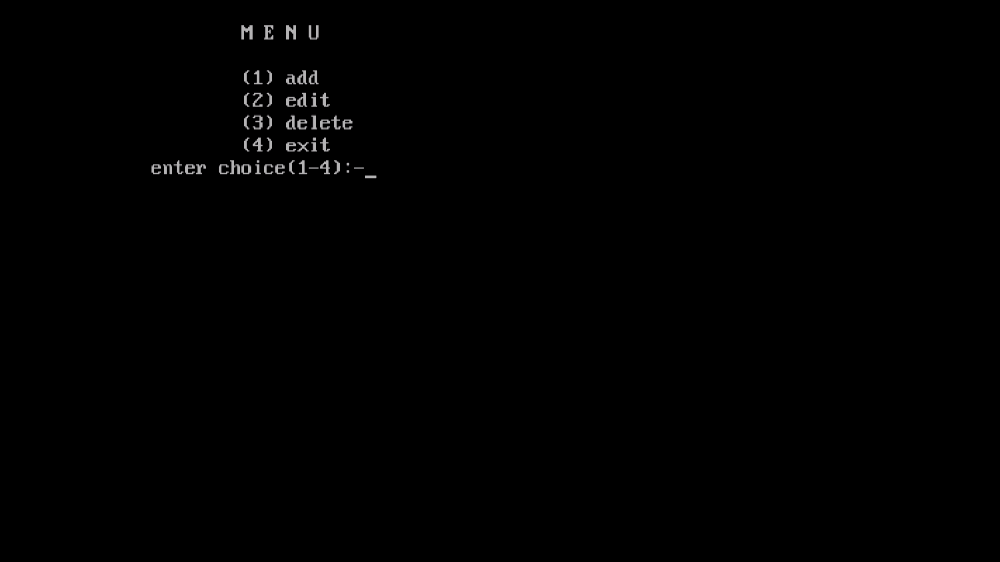 M E N U
(1) add
(2) edit
(3) delete
(4) exit
enter choice(1-4):-_